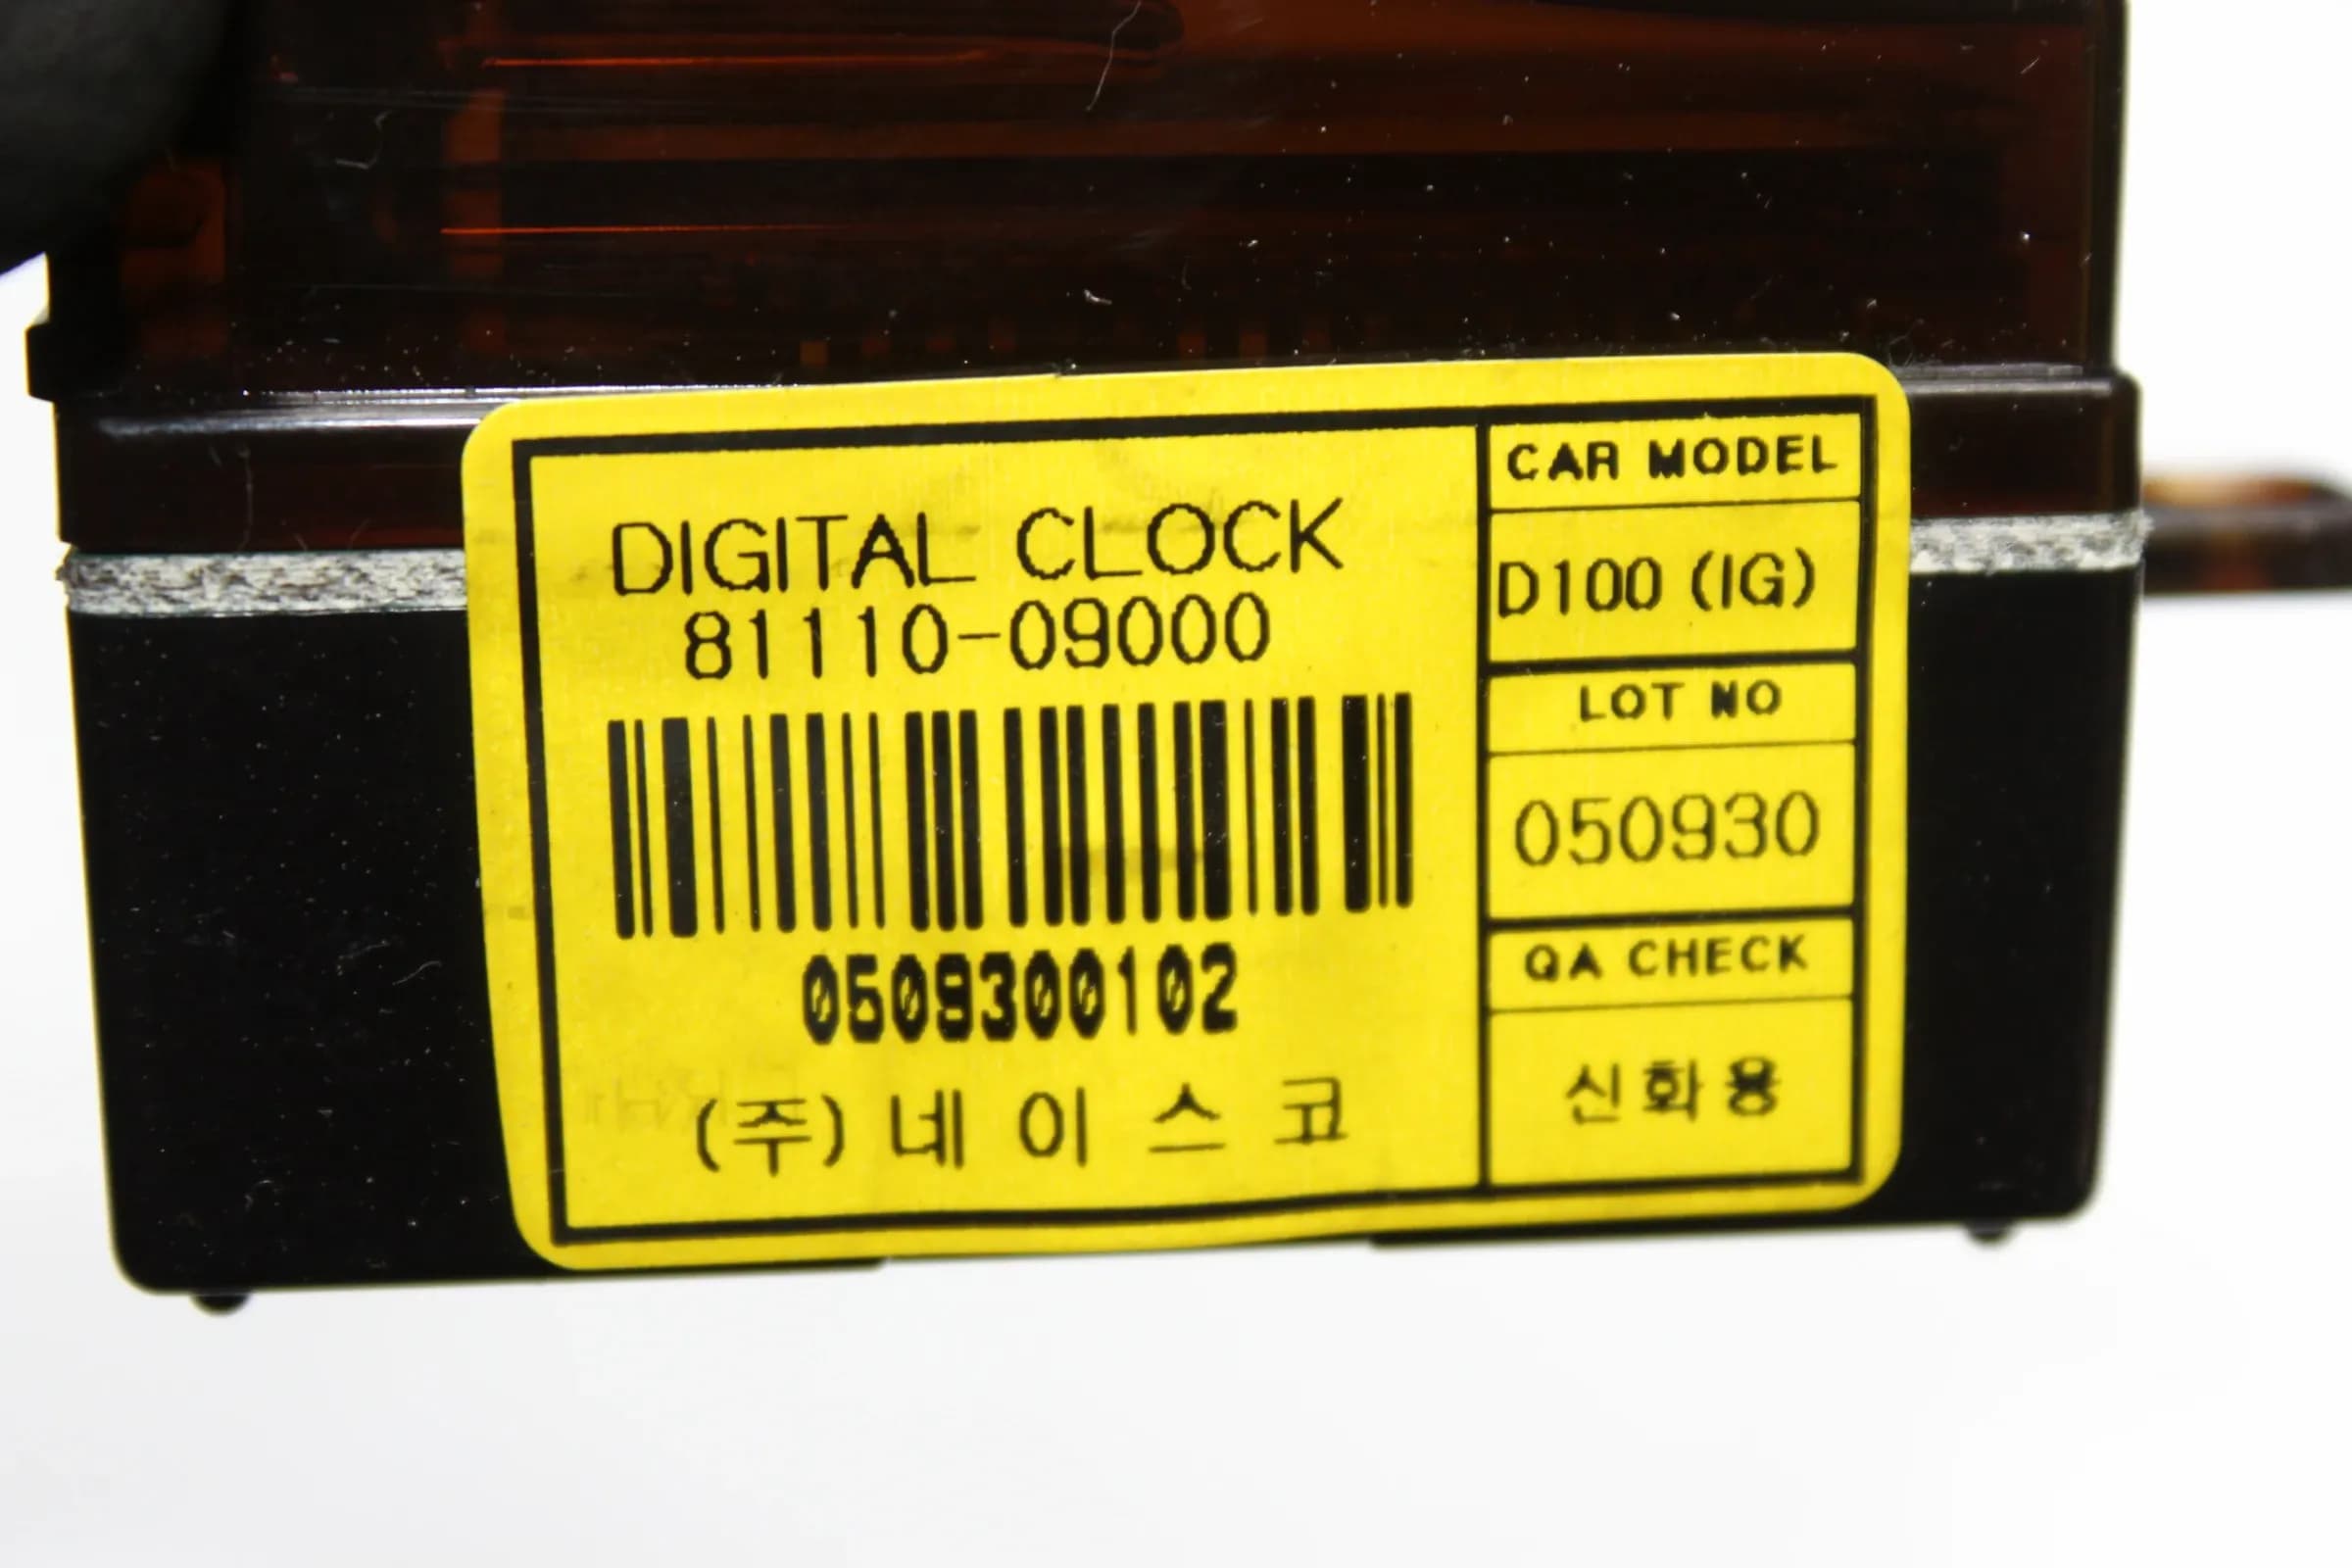 DIGITAL CLOCK
81110-09000
0509300102
(주) 네 이 스 코
CAR MODEL
D100 (IG)
LOT NO
050930
QA CHECK
신화용